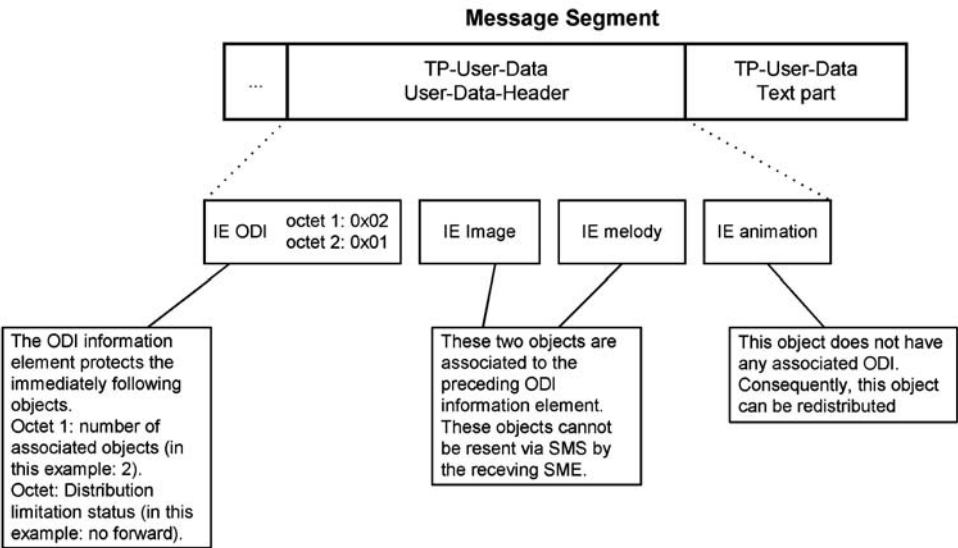 Message Segment
...
TP-User-Data
User-Data-Header
TP-User-Data
Text part
IE ODI
octet 1: 0x02
octet 2: 0x01
IE Image
IE melody
IE animation
The ODI information
element protects the
immediately following
objects.
Octet 1: number of
associated objects (in
this example: 2).
Octet: Distribution
limitation status (in this
example: no forward).
These two objects are
associated to the
preceding ODI
information element.
These objects cannot
be resent via SMS by
the receving SME.
This object does not have
any associated ODI.
Consequently, this object
can be redistributed